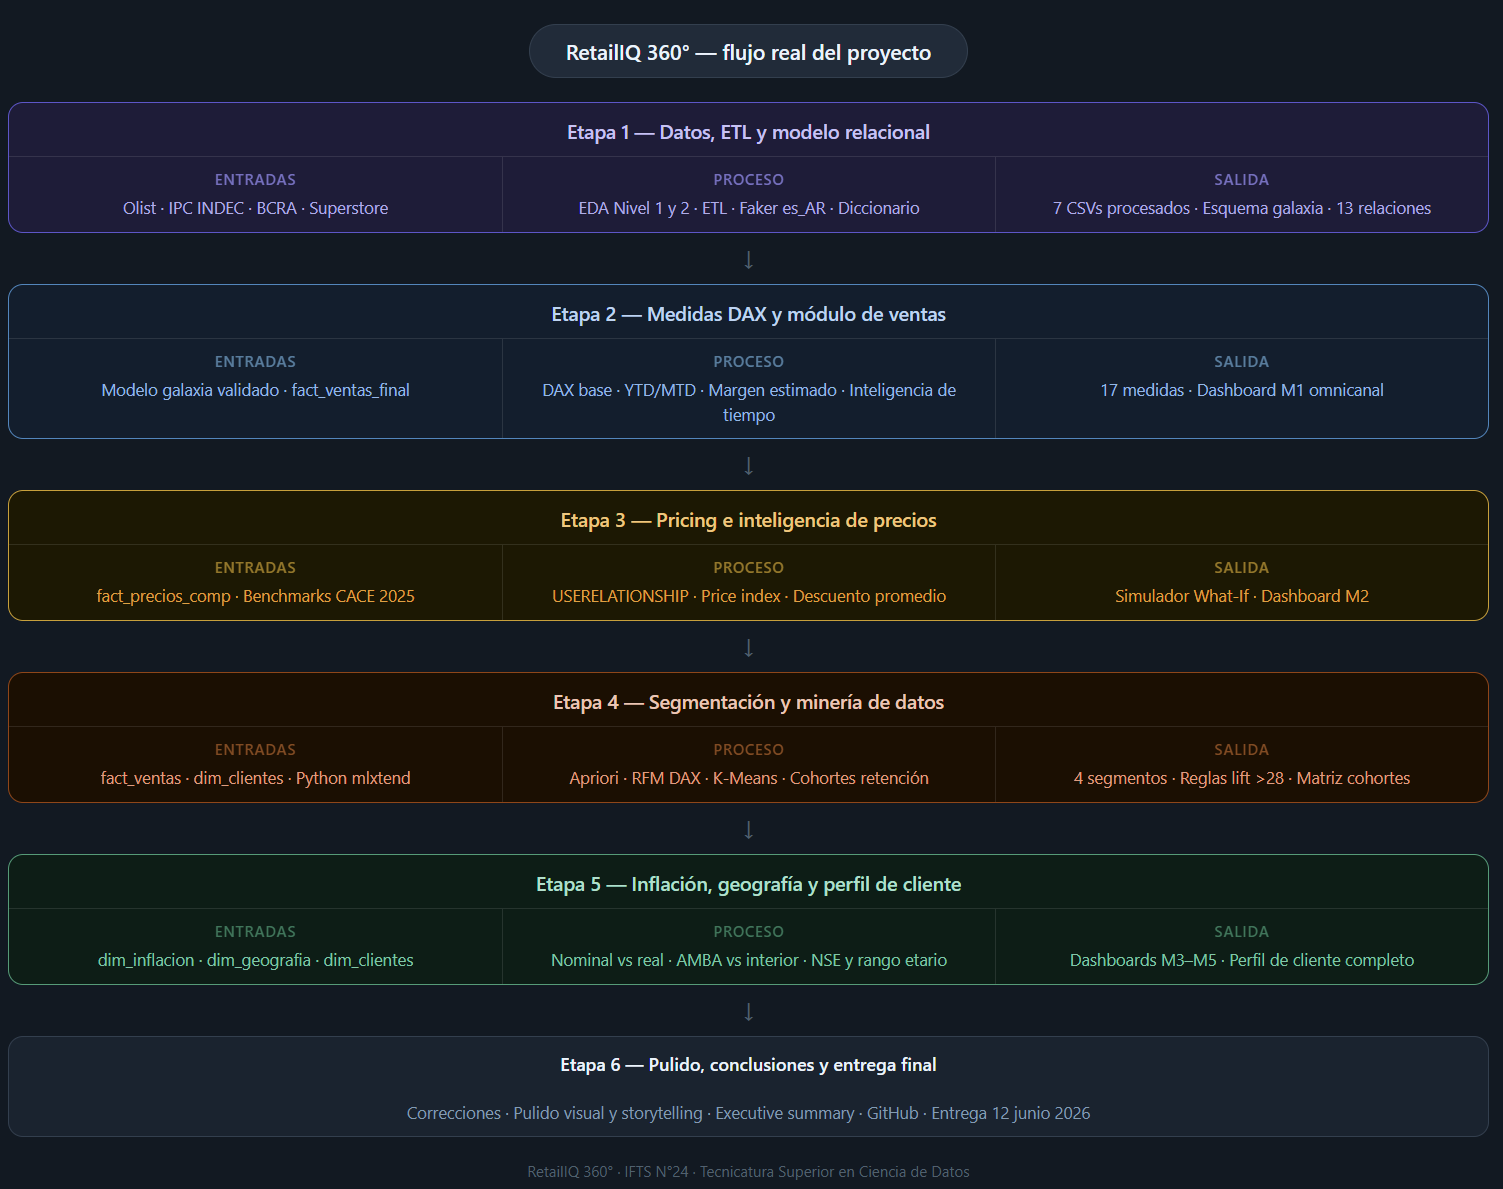 RetailIQ 360° — flujo real del proyecto
Etapa 1 — Datos, ETL y modelo relacional
ENTRADAS
Olist · IPC INDEC · BCRA · Superstore
PROCESO
EDA Nivel 1 y 2 · ETL · Faker es_AR · Diccionario
SALIDA
7 CSVs procesados · Esquema galaxia · 13 relaciones
↓
Etapa 2 — Medidas DAX y módulo de ventas
ENTRADAS
Modelo galaxia validado · fact_ventas_final
PROCESO
DAX base · YTD/MTD · Margen estimado · Inteligencia de
tiempo
SALIDA
17 medidas · Dashboard M1 omnicanal
↓
Etapa 3 — Pricing e inteligencia de precios
ENTRADAS
fact_precios_comp · Benchmarks CACE 2025
PROCESO
USERELATIONSHIP · Price index · Descuento promedio
SALIDA
Simulador What-If · Dashboard M2
↓
Etapa 4 — Segmentación y minería de datos
ENTRADAS
fact_ventas · dim_clientes · Python mlxtend
PROCESO
Apriori · RFM DAX · K-Means · Cohortes retención
SALIDA
4 segmentos · Reglas lift >28 · Matriz cohortes
↓
Etapa 5 — Inflación, geografía y perfil de cliente
ENTRADAS
dim_inflacion · dim_geografia · dim_clientes
PROCESO
Nominal vs real · AMBA vs interior · NSE y rango etario
SALIDA
Dashboards M3–M5 · Perfil de cliente completo
↓
Etapa 6 — Pulido, conclusiones y entrega final
Correcciones · Pulido visual y storytelling · Executive summary · GitHub · Entrega 12 junio 2026
RetailIQ 360° · IFTS N°24 · Tecnicatura Superior en Ciencia de Datos